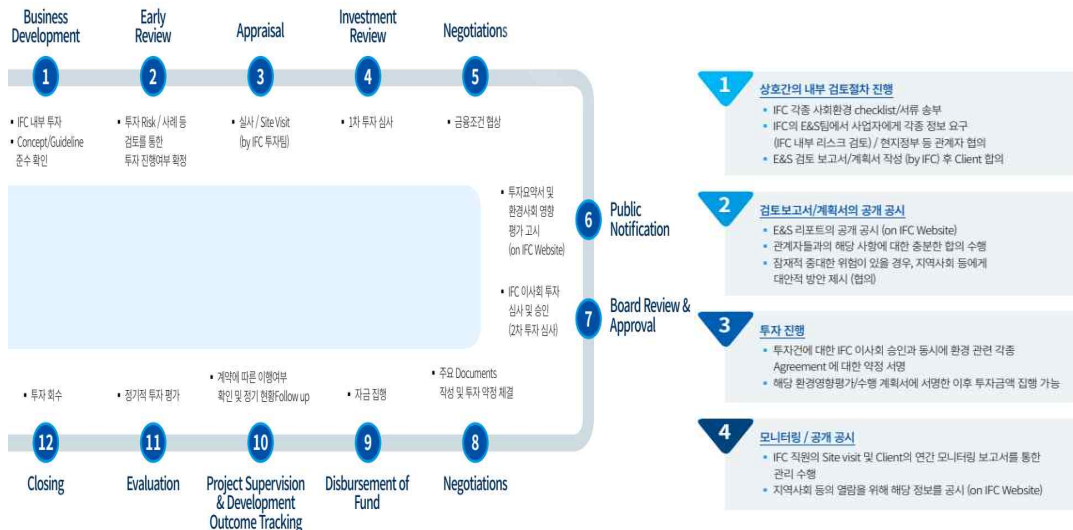 Business
Development
1
▪ IFC 내부 투자
▪ Concept/Guideline
준수 확인
Early
Review
2
▪ 투자 Risk / 사례 등
검토를 통한
투자 진행여부 확정
Appraisal
3
▪ 실사 / Site Visit
(by IFC 투자팀)
Investment
Review
4
▪ 1차 투자 심사
Negotiations
5
▪ 금융조건 협상
▪ 투자요약서 및
환경사회 영향
평가 고시
(on IFC Website)
6
Public
Notification
▪ IFC 이사회 투자
심사 및 승인
(2차 투자 심사)
7
Board Review &
Approval
▪ 주요 Documents
작성 및 투자 약정 체결
8
Negotiations
▪ 자금 집행
9
Disbursement of
Fund
▪ 계약에 따른 이행여부
확인 및 정기 현황Follow up
10
Project Supervision
& Development
Outcome Tracking
▪ 정기적 투자 평가
11
Evaluation
▪ 투자 회수
12
Closing
1
상호간의 내부 검토절차 진행
▪ IFC 각종 사회환경 checklist/서류 송부
▪ IFC의 E&S팀에서 사업자에게 각종 정보 요구
(IFC 내부 리스크 검토) / 현지정부 등 관계자 협의
▪ E&S 검토 보고서/계획서 작성 (by IFC) 후 Client 합의
2
검토보고서/계획서의 공개 공시
▪ E&S 리포트의 공개 공시 (on IFC Website)
▪ 관계자들과의 해당 사항에 대한 충분한 합의 수행
▪ 잠재적 중대한 위험이 있을 경우, 지역사회 등에게
대안적 방안 제시 (협의)
3
투자 진행
▪ 투자건에 대한 IFC 이사회 승인과 동시에 환경 관련 각종
Agreement 에 대한 약정 서명
▪ 해당 환경영향평가/수행 계획서에 서명한 이후 투자금액 집행 가능
4
모니터링 / 공개 공시
▪ IFC 직원의 Site visit 및 Client의 연간 모니터링 보고서를 통한
관리 수행
▪ 지역사회 등의 열람을 위해 해당 정보를 공시 (on IFC Website)